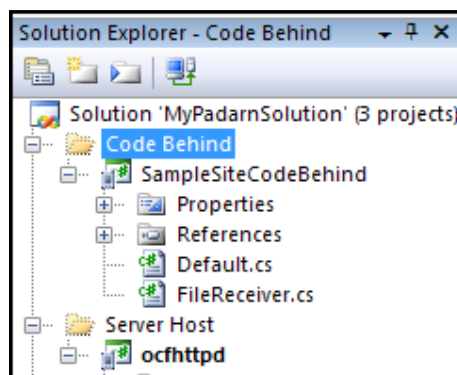 Solution Explorer - Code Behind
Solution 'MyPadarnSolution' (3 projects)
Code Behind
SampleSiteCodeBehind
Properties
References
Default.cs
FileReceiver.cs
Server Host
ocfhttpd